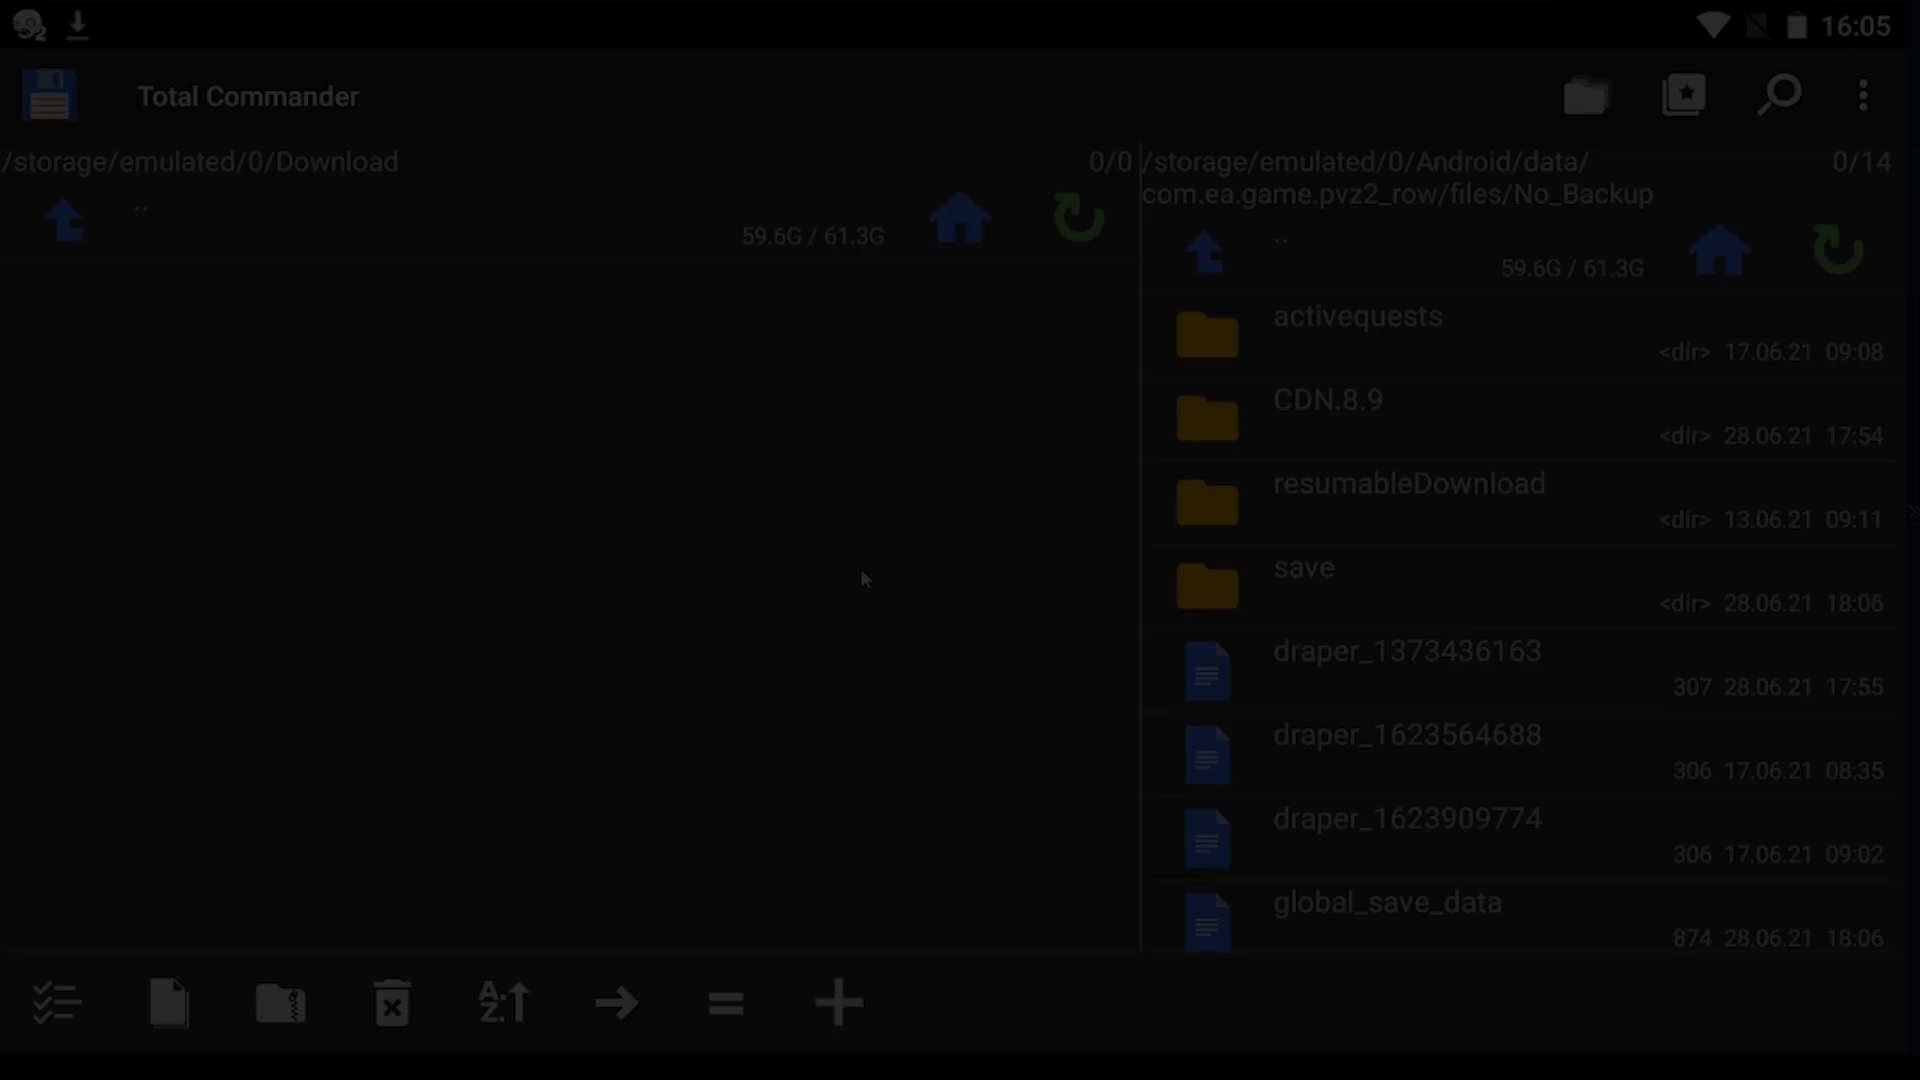 16:05
Total Commander
/storage/emulated/0/Download
0/0
..
59.6G / 61.3G
/storage/emulated/0/Android/data/
com.ea.game.pvz2_row/files/No_Backup
0/14
..
59.6G / 61.3G
activequests
<dir> 17.06.21 09:08
CDN.8.9
<dir> 28.06.21 17:54
resumableDownload
<dir> 13.06.21 09:11
save
<dir> 28.06.21 18:06
draper_1373436163
307 28.06.21 17:55
draper_1623564688
306 17.06.21 08:35
draper_1623909774
306 17.06.21 09:02
global_save_data
874 28.06.21 18:06
A:
Z: